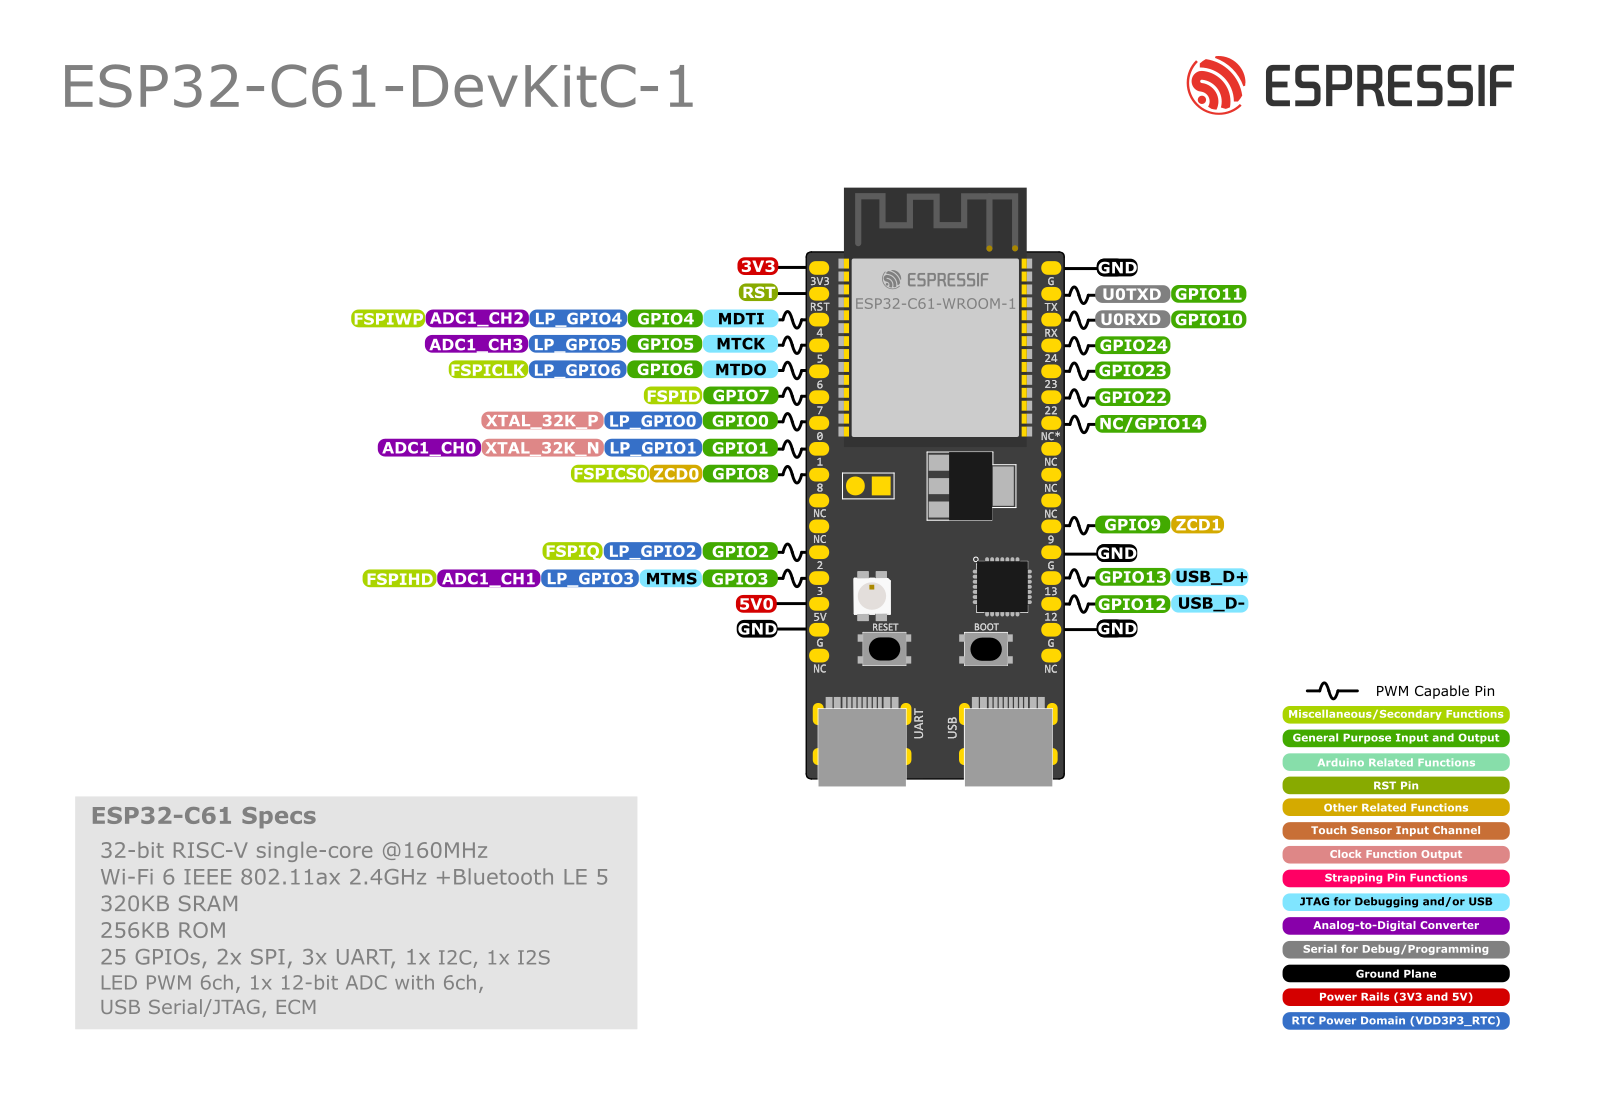 ESP32-C61-DevKitC-1
ESPRESSIF
3V3
RST
FSPIWP ADC1_CH2 LP_GPIO4 GPIO4 MDTI
ADC1_CH3 LP_GPIO5 GPIO5 MTCK
FSPICLK LP_GPIO6 GPIO6 MTDO
FSPID GPIO7
XTAL_32K_P LP_GPIO0 GPIO0
ADC1_CH0 XTAL_32K_N LP_GPIO1 GPIO1
FSPICS0 ZCD0 GPIO8
FSPIQ LP_GPIO2 GPIO2
FSPIHD ADC1_CH1 LP_GPIO3 MTMS GPIO3
5V0
GND
3V3
RST
4
5
6
7
0
1
8
NC
NC
2
3
5V
G
NC
ESPRESSIF
ESP32-C61-WROOM-1
RESET
BOOT
UART
USB
G
TX
RX
24
23
22
NC*
NC
NC
NC
9
G
13
12
G
NC
GND
U0TXD GPIO11
U0RXD GPIO10
GPIO24
GPIO23
GPIO22
NC/GPIO14
GPIO9 ZCD1
GND
GPIO13 USB_D+
GPIO12 USB_D-
GND
PWM Capable Pin
Miscellaneous/Secondary Functions
General Purpose Input and Output
Arduino Related Functions
RST Pin
Other Related Functions
Touch Sensor Input Channel
Clock Function Output
Strapping Pin Functions
JTAG for Debugging and/or USB
Analog-to-Digital Converter
Serial for Debug/Programming
Ground Plane
Power Rails (3V3 and 5V)
RTC Power Domain (VDD3P3_RTC)
ESP32-C61 Specs
32-bit RISC-V single-core @160MHz
Wi-Fi 6 IEEE 802.11ax 2.4GHz +Bluetooth LE 5
320KB SRAM
256KB ROM
25 GPIOs, 2x SPI, 3x UART, 1x I2C, 1x I2S
LED PWM 6ch, 1x 12-bit ADC with 6ch,
USB Serial/JTAG, ECM